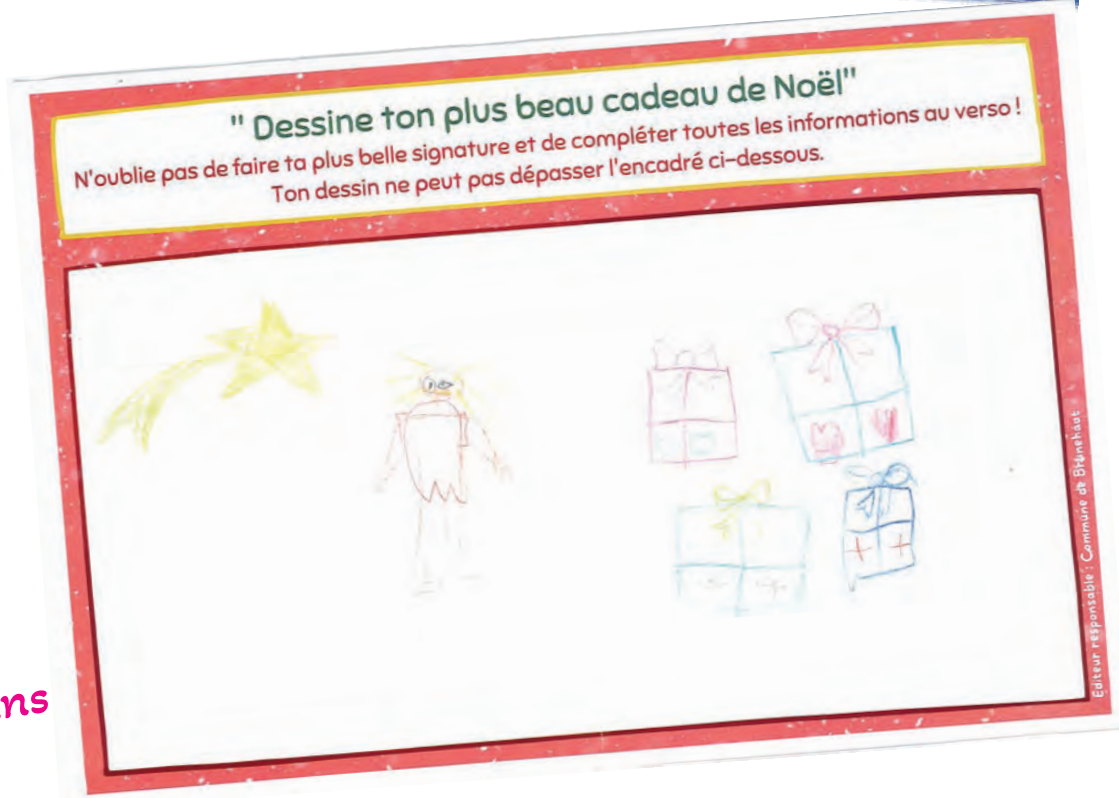 " Dessine ton plus beau cadeau de Noël"
N'oublie pas de faire ta plus belle signature et de compléter toutes les informations au verso !
Ton dessin ne peut pas dépasser l'encadré ci-dessous.
Editeur responsable : Commune de Brunehaut
ns